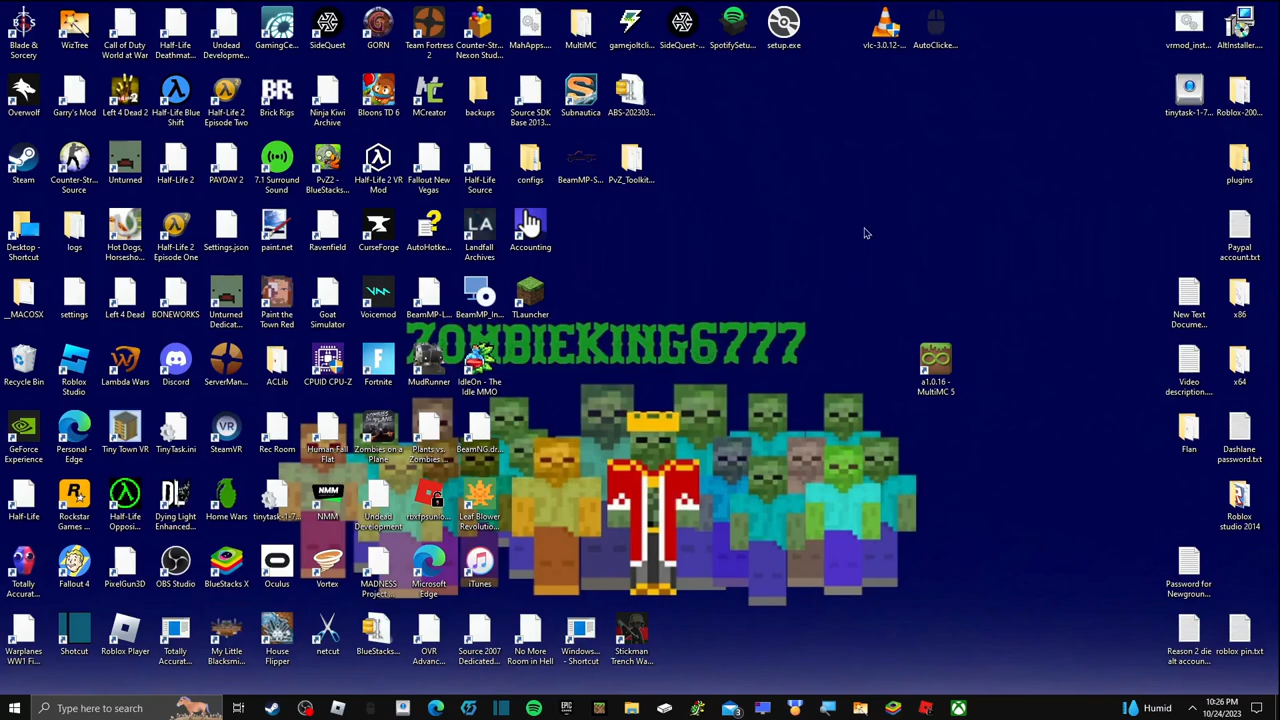 Blade & Sorcery
WizTree
Call of Duty World at War
Half-Life Deathmat...
Undead Developme...
GamingCe...
SideQuest
GORN
Team Fortress 2
Counter-Str... Source
MahApps....
MultiMC
gamejoltcli...
SideQuest-...
SpotifySetu...
setup.exe
vlc-3.0.12-...
AutoClicke...
vrmod_inst...
AltInstaller....
Overwolf
Garry's Mod
Left 4 Dead 2
Half-Life Blue Shift
Half-Life 2 Episode Two
Brick Rigs
Ninja Kiwi Archive
Bloons TD 6
MCreator
backups
Source SDK Base 2013...
Subnautica
ABS-202303...
tinytask-1-7...
Roblox-200...
Steam
Counter-Str... Source
Unturned
Half-Life 2
PAYDAY 2
7.1 Surround Sound
PvZ2 - BlueStacks...
Half-Life 2 VR Mod
Fallout New Vegas
Half-Life Source
configs
BeamMP-S...
PvZ_Toolkit...
plugins
Desktop - Shortcut
logs
Hot Dogs, Horsesho...
Half-Life 2 Episode One
Settings.json
paint.net
Ravenfield
CurseForge
AutoHotke...
Landfall Archives
Accounting
Paypal account.txt
__MACOSX
settings
Left 4 Dead
BONEWORKS
Unturned Dedicat...
Paint the Town Red
Goat Simulator
Voicemod
BeamMP-L...
BeamMP_In...
TLauncher
New Text Docume...
x86
ZOMBIEKING6777
Recycle Bin
Roblox Studio
Lambda Wars
Discord
ServerMan...
ACLib
CPUID CPU-Z
Fortnite
MudRunner
IdleOn - The Idle MMO
a1.0.16 - MultiMC 5
Video description...
x64
GeForce Experience
Personal - Edge
Tiny Town VR
TinyTask.ini
SteamVR
Rec Room
Human Fall Flat
Zombies on a Plane
Plants vs. Zombies ...
BeamNG.dr...
Flan
Dashlane password.txt
Half-Life
Rockstar Games ...
Half-Life Opposi...
Dying Light Enhanced...
Home Wars
tinytask-1-7...
NMM
Undead Development
rbxfpsunlo...
Leaf Blower Revolutio...
Roblox studio 2014
Totally Accurat...
Fallout 4
PixelGun3D
OBS Studio
BlueStacks X
Oculus
Vortex
MADNESS Project ...
Microsoft Edge
iTunes
Password for Newgroun...
Warplanes WW1 Fi...
Shotcut
Roblox Player
Totally Accurat...
My Little Blacksmi...
House Flipper
netcut
BlueStacks...
OVR Advanc...
Source 2007 Dedicated...
No More Room in Hell
Windows... - Shortcut
Stickman Trench Wa...
Reason 2 die alt accoun...
roblox pin.txt
Type here to search
Humid
10:26 PM
10/24/2023